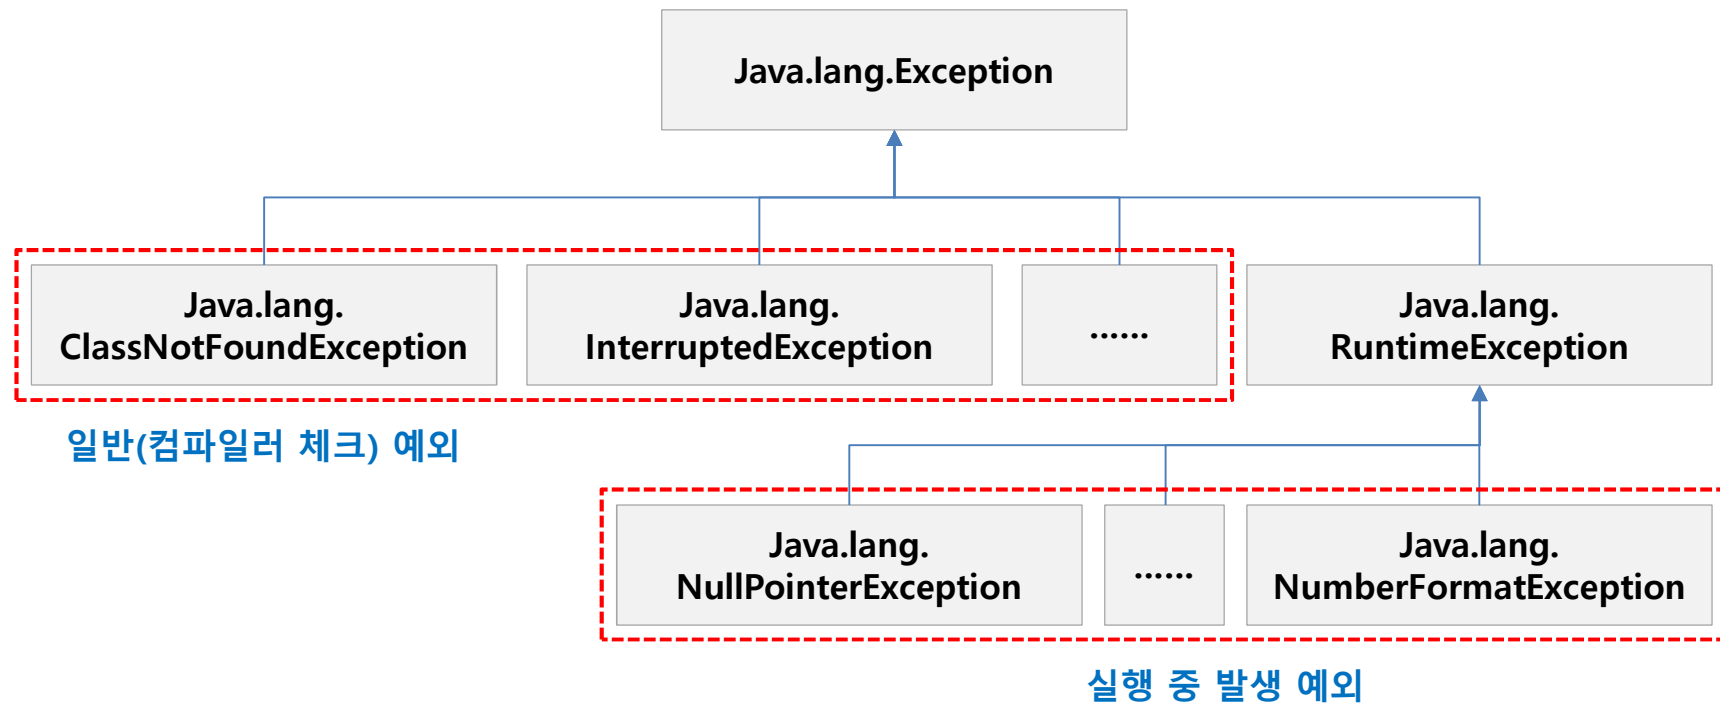 Java.lang.Exception
Java.lang.
ClassNotFoundException
Java.lang.
InterruptedException
......
Java.lang.
RuntimeException
일반(컴파일러 체크) 예외
Java.lang.
NullPointerException
......
Java.lang.
NumberFormatException
실행 중 발생 예외